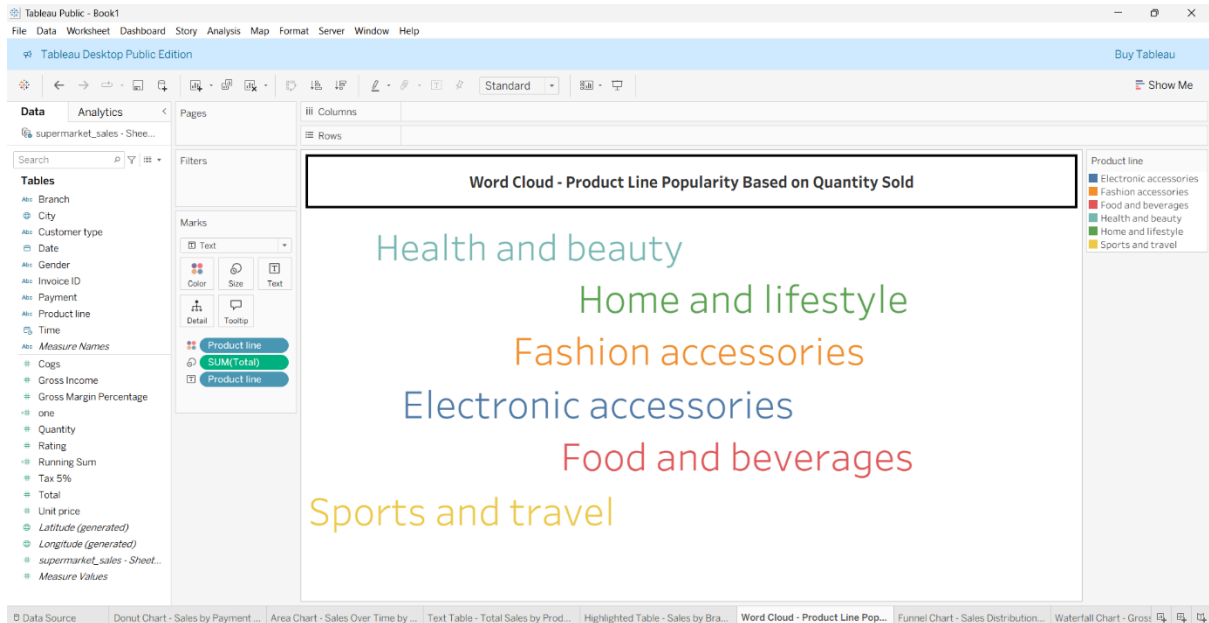 Tableau Public - Book1
File Data Worksheet Dashboard Story Analysis Map Format Server Window Help
Tableau Desktop Public Edition
Buy Tableau
Standard
Show Me
Data Analytics
supermarket_sales - Shee...
Search
Tables
Abc Branch
City
Abc Customer type
Date
Abc Gender
Abc Invoice ID
Abc Payment
Abc Product line
Time
Abc Measure Names
# Cogs
# Gross Income
# Gross Margin Percentage
=# one
# Quantity
# Rating
=# Running Sum
# Tax 5%
# Total
# Unit price
Latitude (generated)
Longitude (generated)
# supermarket_sales - Sheet...
# Measure Values
Pages
Filters
Marks
Text
Color Size Text
Detail Tooltip
Product line
SUM(Total)
Product line
Columns
Rows
Word Cloud - Product Line Popularity Based on Quantity Sold
Health and beauty
Home and lifestyle
Fashion accessories
Electronic accessories
Food and beverages
Sports and travel
Product line
Electronic accessories
Fashion accessories
Food and beverages
Health and beauty
Home and lifestyle
Sports and travel
Data Source Donut Chart - Sales by Payment ... Area Chart - Sales Over Time by ... Text Table - Total Sales by Prod... Highlighted Table - Sales by Bra... Word Cloud - Product Line Pop... Funnel Chart - Sales Distribution... Waterfall Chart - Gross